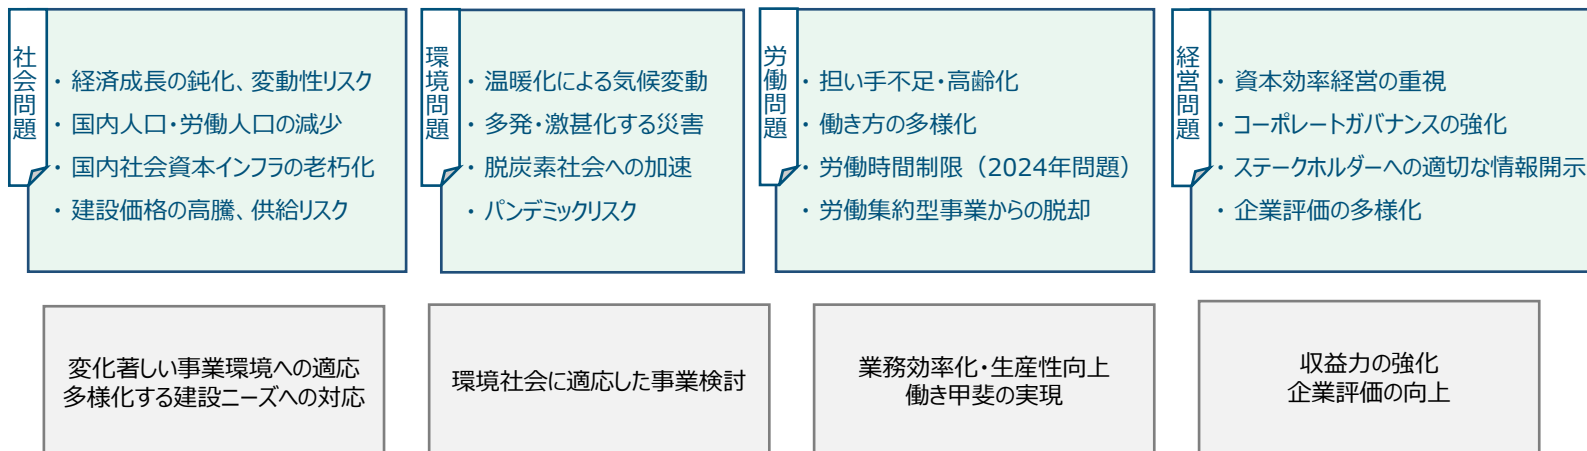 社会問題
・ 経済成長の鈍化、変動性リスク
・ 国内人口・労働人口の減少
・ 国内社会資本インフラの老朽化
・ 建設価格の高騰、供給リスク
環境問題
・ 温暖化による気候変動
・ 多発・激甚化する災害
・ 脱炭素社会への加速
・ パンデミックリスク
労働問題
・ 担い手不足・高齢化
・ 働き方の多様化
・ 労働時間制限（2024年問題）
・ 労働集約型事業からの脱却
経営問題
・ 資本効率経営の重視
・ コーポレートガバナンスの強化
・ ステークホルダーへの適切な情報開示
・ 企業評価の多様化
変化著しい事業環境への適応
多様化する建設ニーズへの対応
環境社会に適応した事業検討
業務効率化・生産性向上
働き甲斐の実現
収益力の強化
企業評価の向上